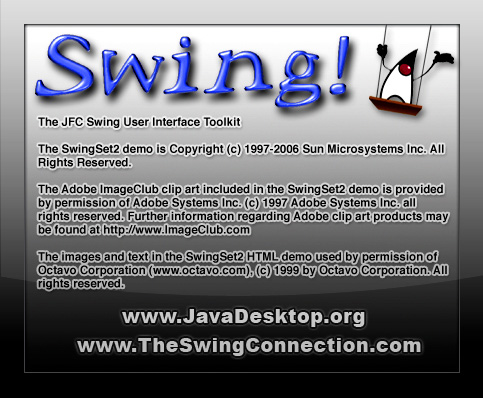 Swing!
The JFC Swing User Interface Toolkit
The SwingSet2 demo is Copyright (c) 1997-2006 Sun Microsystems Inc. All
Rights Reserved.
The Adobe ImageClub clip art included in the SwingSet2 demo is provided
by permission of Adobe Systems Inc. (c) 1997 Adobe Systems Inc. all
rights reserved. Further information regarding Adobe clip art products may
be found at http://www.ImageClub.com
The images and text in the SwingSet2 HTML demo used by permission of
Octavo Corporation (www.octavo.com), (c) 1999 by Octavo Corporation. All
rights reserved.
www.JavaDesktop.org
www.TheSwingConnection.com